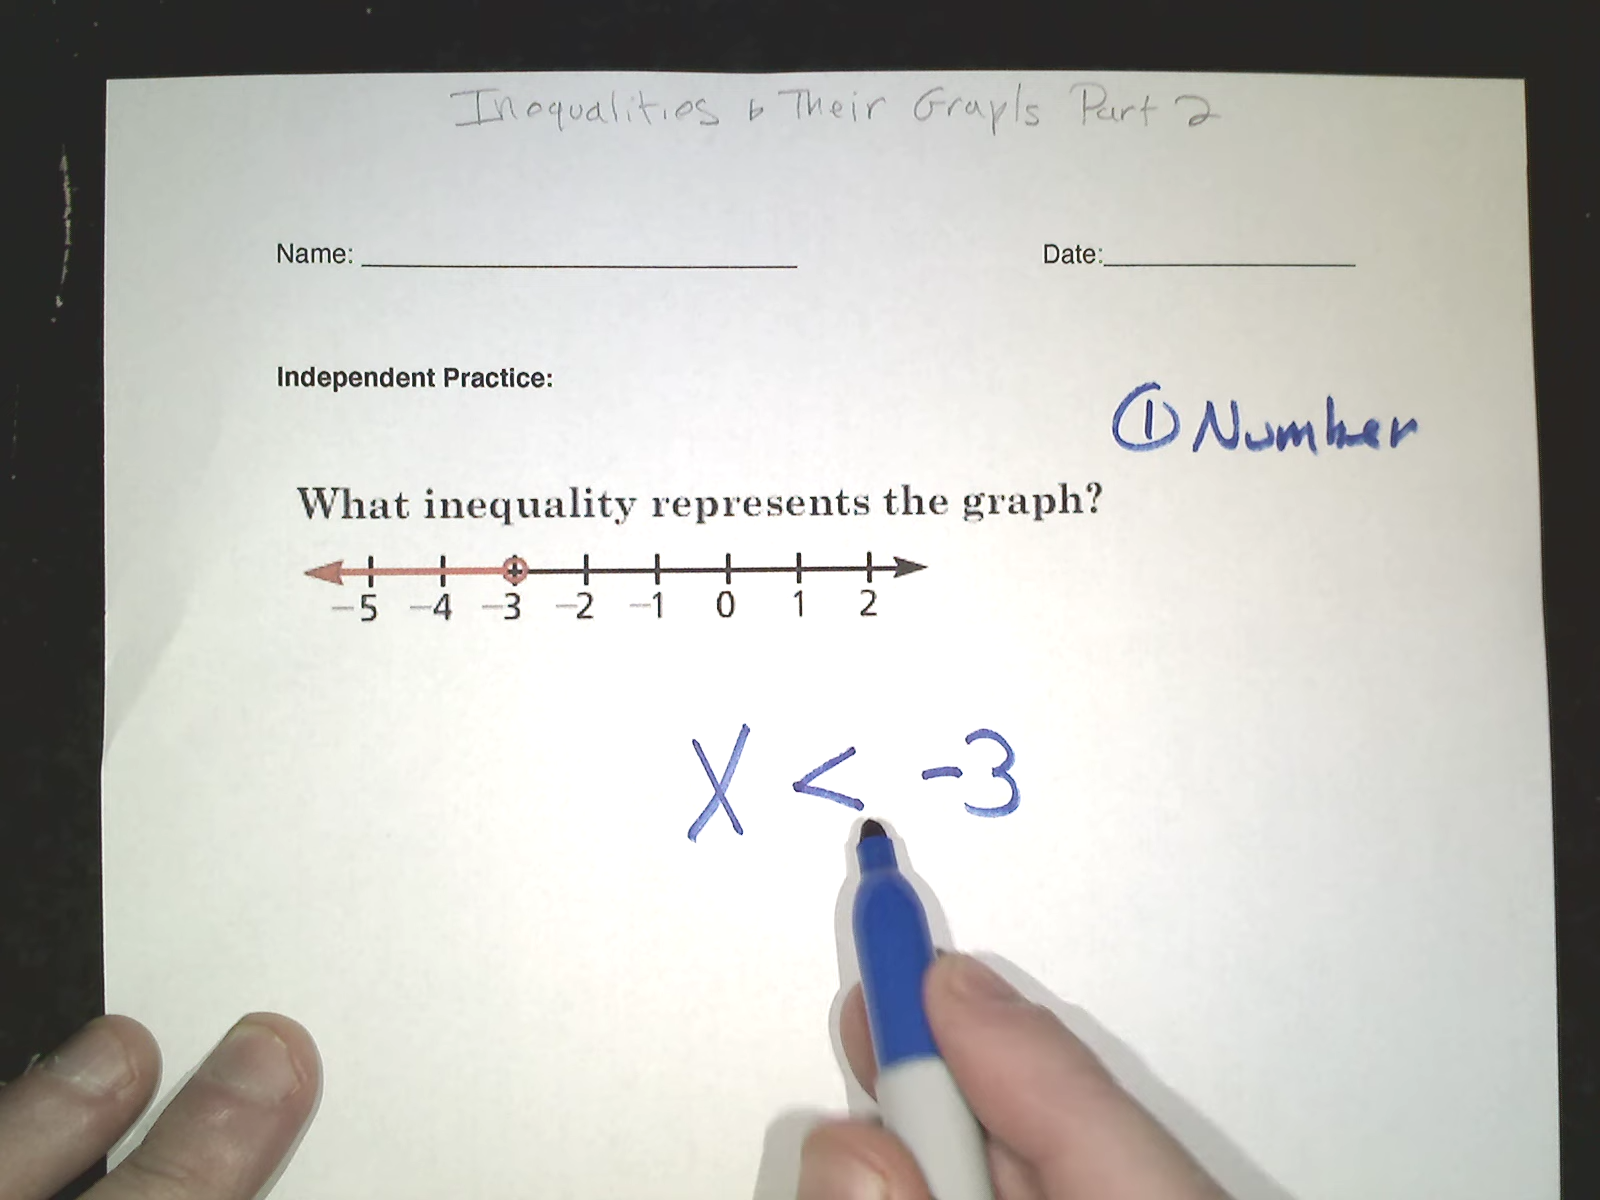 Inequalities & Their Graphs Part 2
Name: Date:
Independent Practice:
① Number
What inequality represents the graph?
-5 -4 -3 -2 -1 0 1 2
X < -3